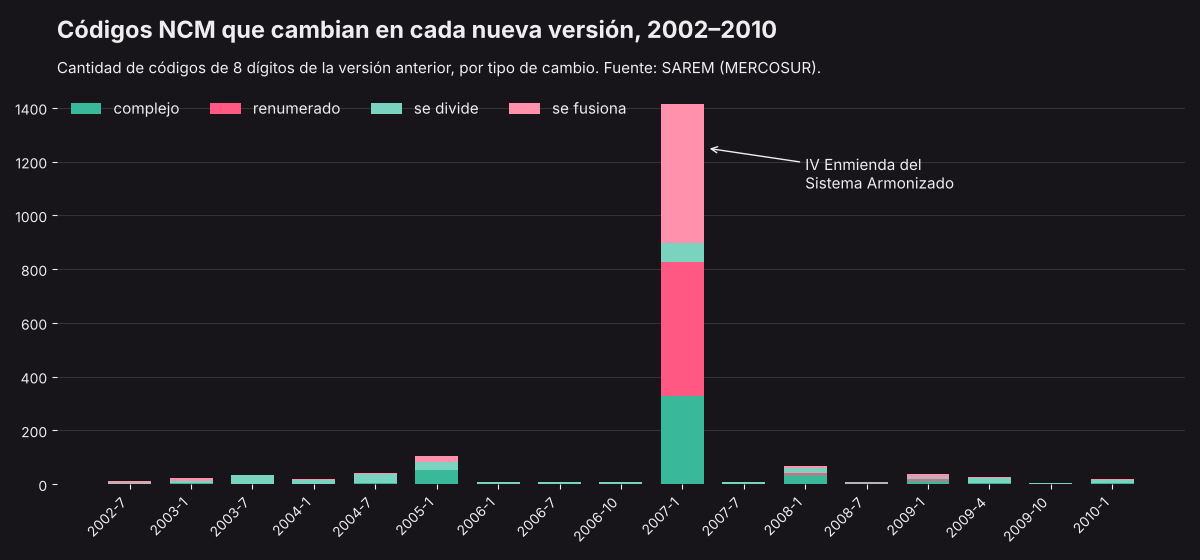 Códigos NCM que cambian en cada nueva versión, 2002–2010
Cantidad de códigos de 8 dígitos de la versión anterior, por tipo de cambio. Fuente: SAREM (MERCOSUR).
complejo renumerado se divide se fusiona
1400
1200
1000
800
600
400
200
0
IV Enmienda del
Sistema Armonizado
2002-7 2003-1 2003-7 2004-1 2004-7 2005-1 2006-1 2006-7 2006-10 2007-1 2007-7 2008-1 2008-7 2009-1 2009-4 2009-10 2010-1